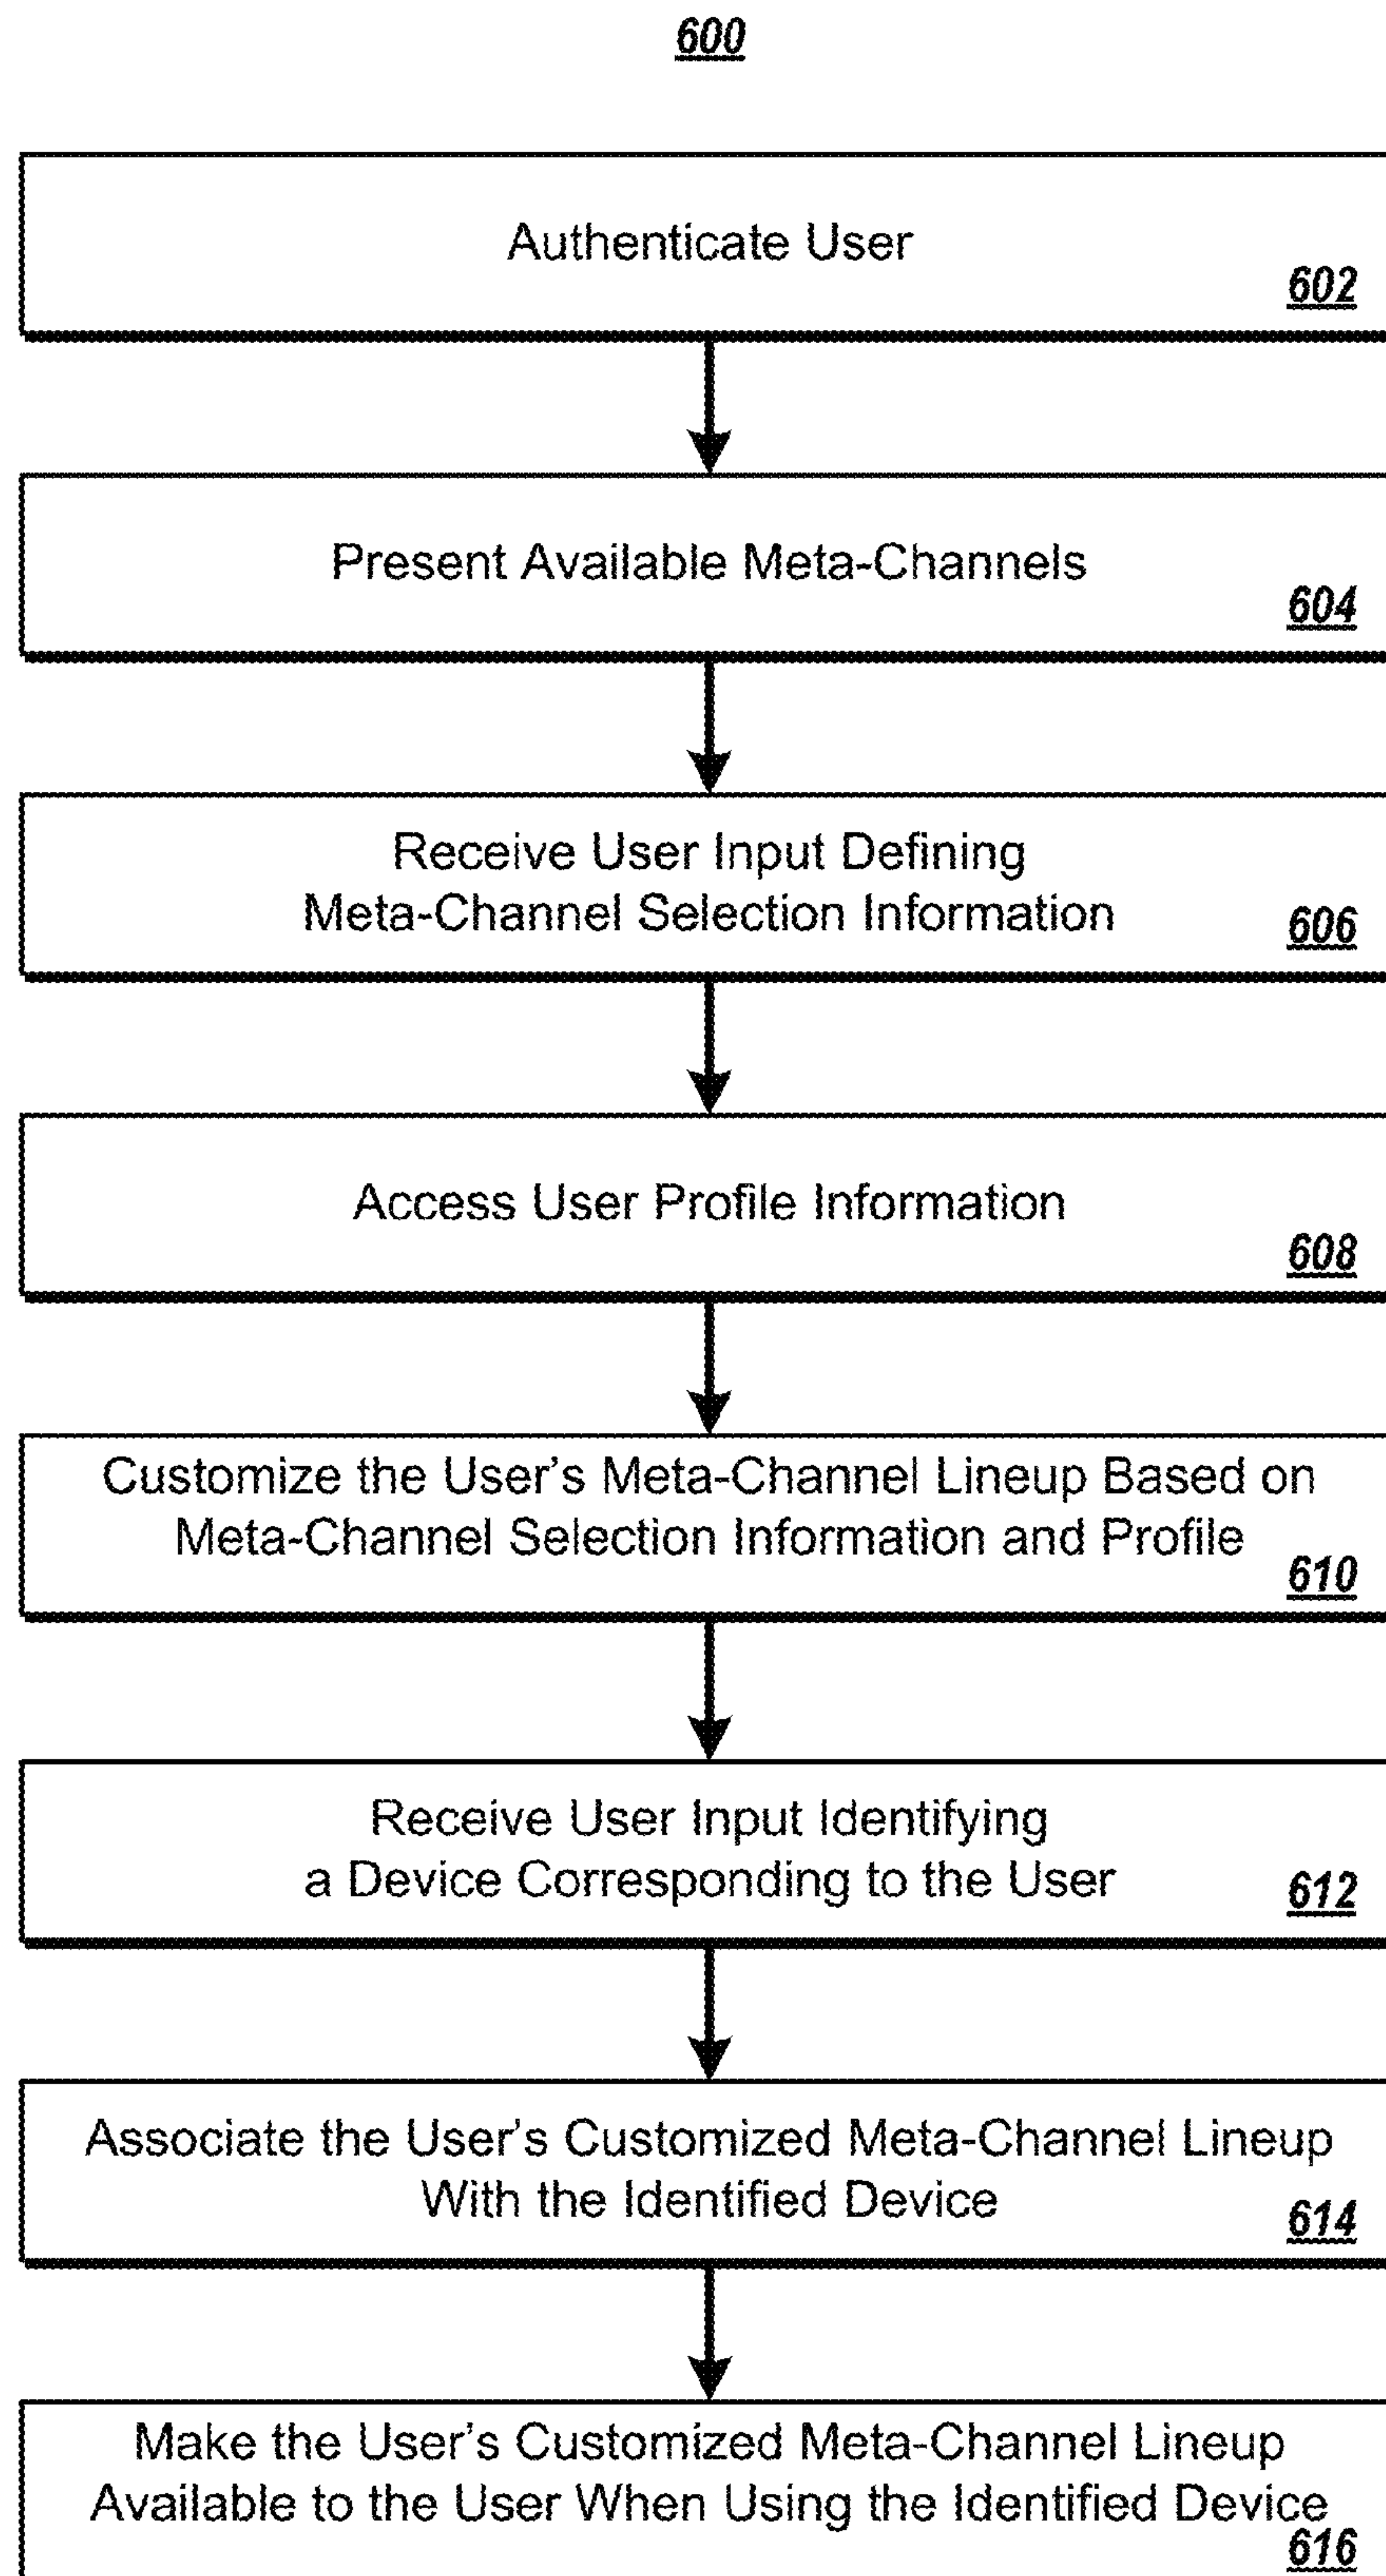 600
Authenticate User
602
Present Available Meta-Channels
604
Receive User Input Defining
Meta-Channel Selection Information
606
Access User Profile Information
608
Customize the User's Meta-Channel Lineup Based on
Meta-Channel Selection Information and Profile
610
Receive User Input Identifying
a Device Corresponding to the User
612
Associate the User's Customized Meta-Channel Lineup
With the Identified Device
614
Make the User's Customized Meta-Channel Lineup
Available to the User When Using the Identified Device
616